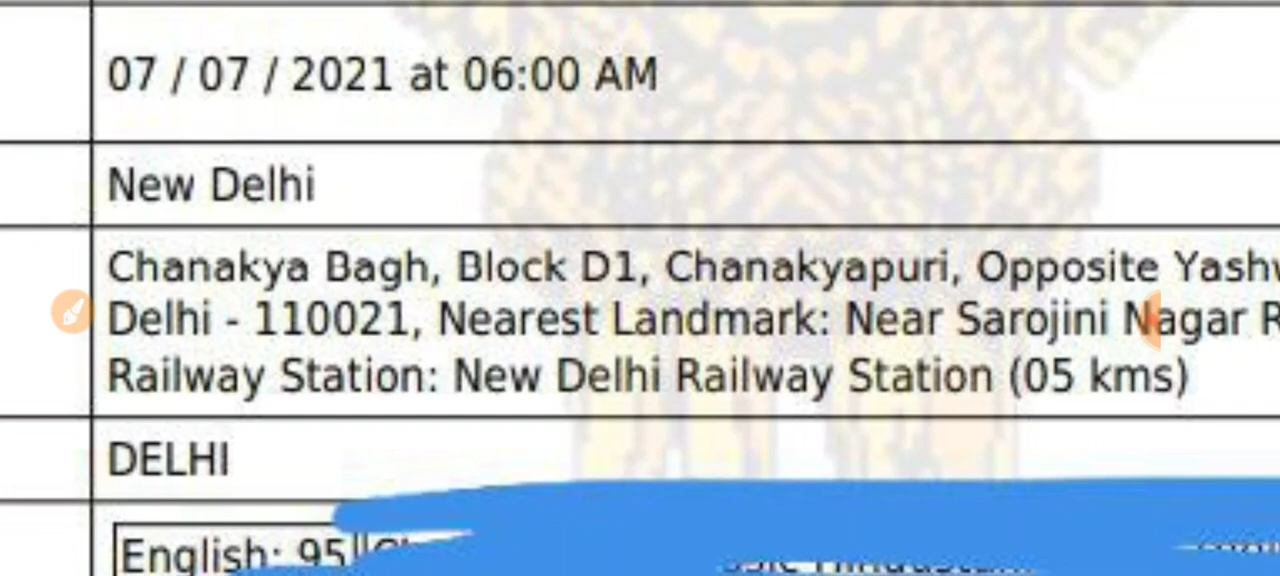 07 / 07 / 2021 at 06:00 AM
New Delhi
Chanakya Bagh, Block D1, Chanakyapuri, Opposite
Delhi - 110021, Nearest Landmark: Near Sarojini Nagar
Railway Station: New Delhi Railway Station (05 kms)
DELHI
English: 95